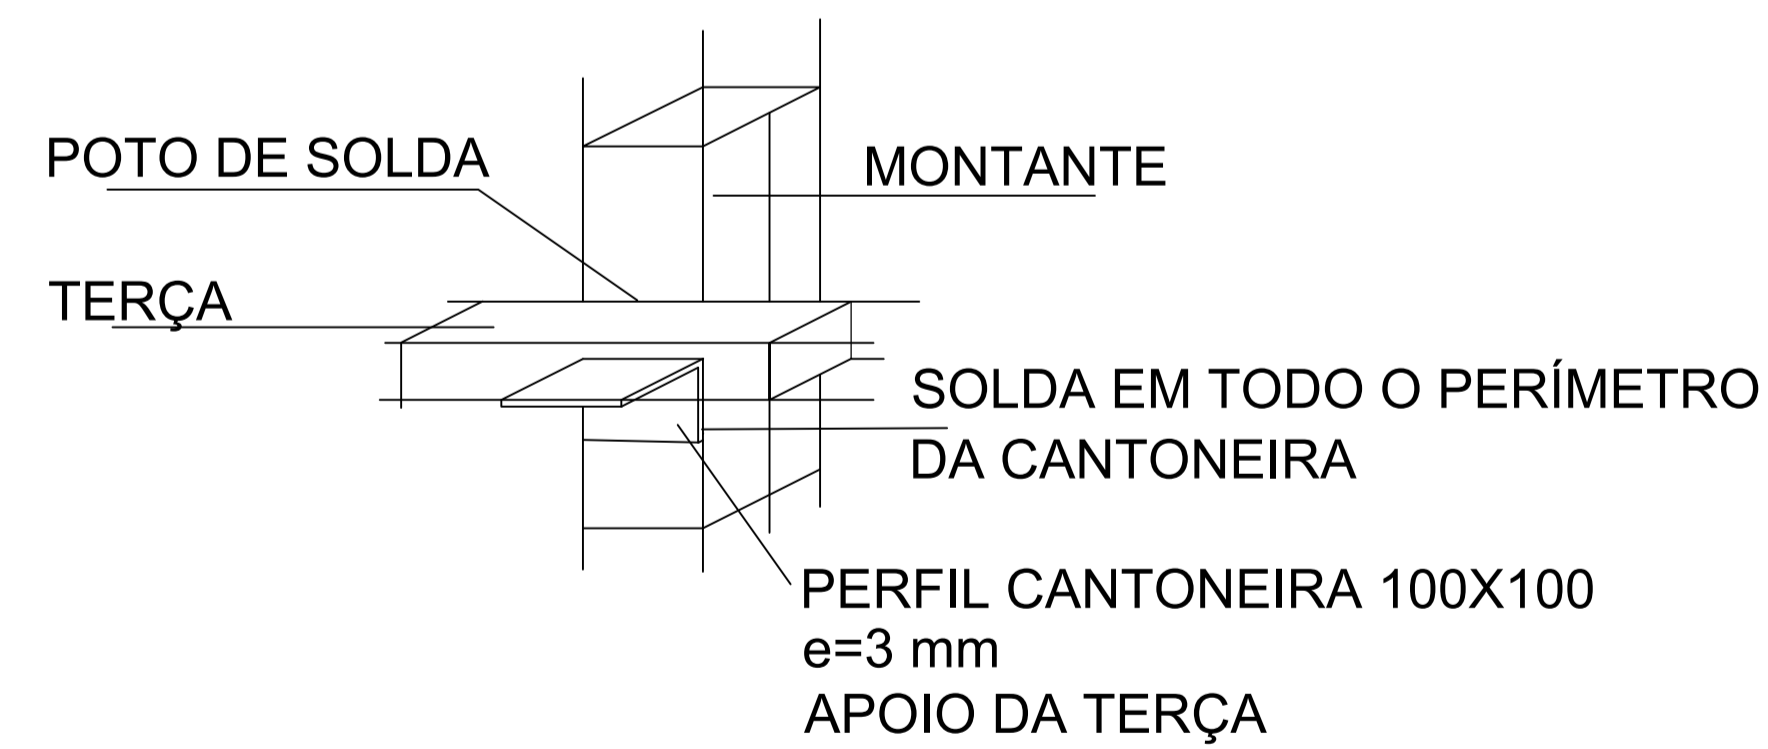 POTO DE SOLDA
MONTANTE
TERÇA
SOLDA EM TODO O PERÍMETRO
DA CANTONEIRA
PERFIL CANTONEIRA 100X100
e=3 mm
APOIO DA TERÇA